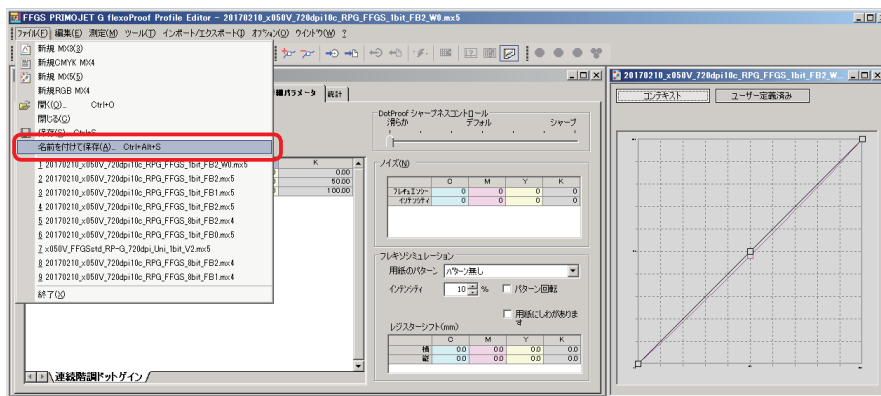 FFGS PRIMOJET G flexoProof Profile Editor - 20170210_x050V_720dpi10c_RPG_FFGS_1bit_FB2_W0.mx5
ファイル(F) 編集(E) 測定(M) ツール(T) インポート/エクスポート(I) オプション(O) ウインドウ(W) ?
新規 MX3(3)
新規CMYK MX4
新規 MX5(5)
新規RGB MX4
開く(O)... Ctrl+O
閉じる(C)
保存(S) Ctrl+S
名前を付けて保存(A)... Ctrl+Alt+S
1 20170210_x050V_720dpi10c_RPG_FFGS_1bit_FB2_W0.mx5
2 20170210_x050V_720dpi10c_RPG_FFGS_1bit_FB2.mx5
3 20170210_x050V_720dpi10c_RPG_FFGS_1bit_FB1.mx5
4 20170210_x050V_720dpi10c_RPG_FFGS_1bit_FB2.mx5
5 20170210_x050V_720dpi10c_RPG_FFGS_8bit_FB2.mx4
6 20170210_x050V_720dpi10c_RPG_FFGS_1bit_FB0.mx5
7 x050V_FFGSstd_RP-G_720dpi_Uni_1bit_V2.mx5
8 20170210_x050V_720dpi10c_RPG_FFGS_8bit_FB2.mx4
9 20170210_x050V_720dpi10c_RPG_FFGS_8bit_FB1.mx4
終了(X)
細パラメータ 統計
K
0.00
50.00
100.00
連続階調ドットゲイン
DotProof シャープネスコントロール
滑らか デフォル シャープ
ノイズ(N)
C M Y K
フレキュエンシー 0 0 0 0
インテンシティ 0 0 0 0
フレキソシミュレーション
用紙のパターン パターン無し
インテンシティ 10 % パターン回転
用紙にしわがありま
す
レジスターシフト(mm)
C M Y K
横 0.0 0.0 0.0 0.0
縦 0.0 0.0 0.0 0.0
20170210_x050V_720dpi10c_RPG_FFGS_1bit_FB2_W...
コンテキスト ユーザー定義済み